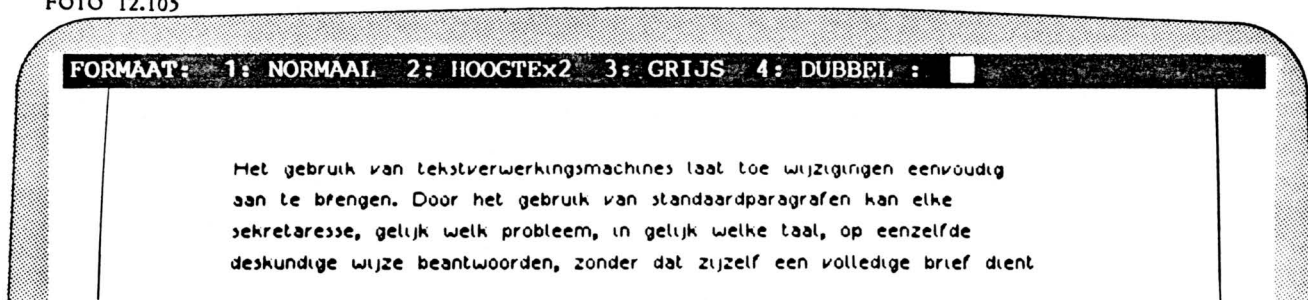 FOTO 12.105
FORMAAT: 1: NORMAAL 2: HOOGTEx2 3: GRIJS 4: DUBBEL :
Het gebruik van tekstverwerkingsmachines laat toe wijzigingen eenvoudig
aan te brengen. Door het gebruik van standaardparagrafen kan elke
sekretaresse, gelijk welk probleem, in gelijk welke taal, op eenzelfde
deskundige wijze beantwoorden, zonder dat zijzelf een volledige brief dient